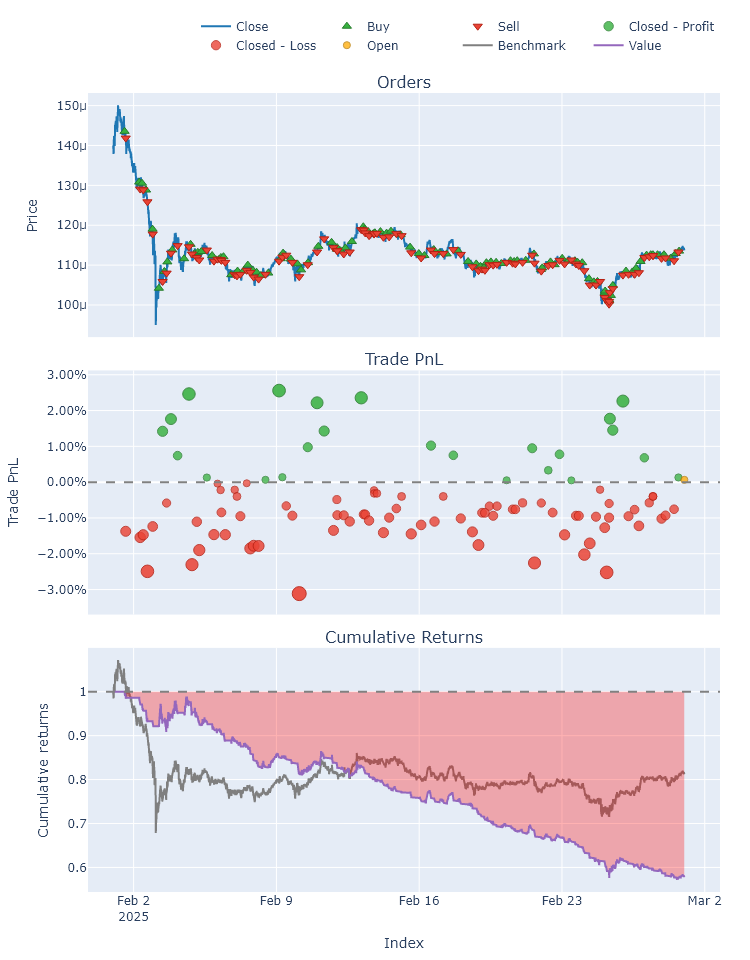 Close Buy Sell Closed - Profit
Closed - Loss Open Benchmark Value
Orders
150μ
140μ
130μ
120μ
110μ
100μ
Price
Trade PnL
3.00%
2.00%
1.00%
0.00%
−1.00%
−2.00%
−3.00%
Trade PnL
Cumulative Returns
1
0.9
0.8
0.7
0.6
Cumulative returns
Feb 2 Feb 9 Feb 16 Feb 23 Mar 2
2025
Index